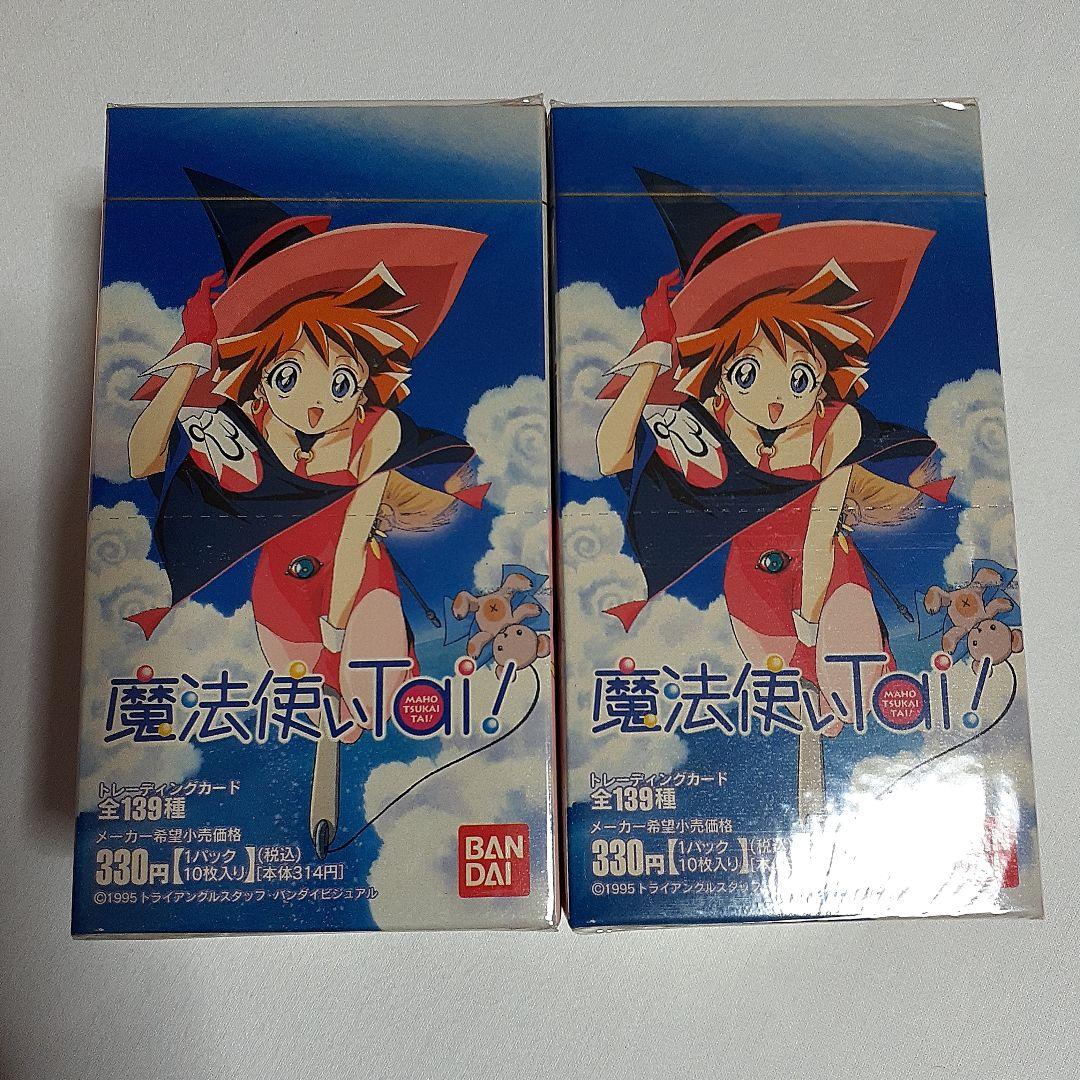 魔法使いTai!
MAHO
TSUKAI
TAI!
トレーディングカード
全139種
メーカー希望小売価格
330円【1パック10枚入り】(税込)[本体314円]
©1995 トライアングルスタッフ・バンダイビジュアル
BAN
DAI
魔法使いTai!
MAHO
TSUKAI
TAI!
トレーディングカード
全139種
メーカー希望小売価格
330円【1パック10枚入り】(税込)[本
©1995 トライアングルスタッフ
DAI